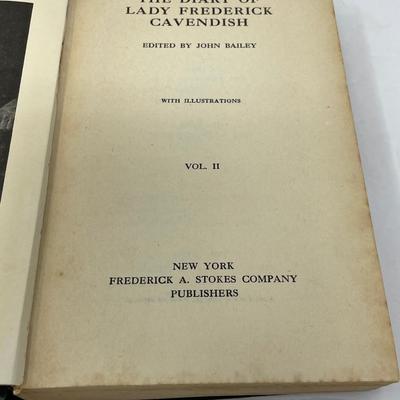 THE DIARY OF
LADY FREDERICK
CAVENDISH
EDITED BY JOHN BAILEY
WITH ILLUSTRATIONS
VOL. II
NEW YORK
FREDERICK A. STOKES COMPANY
PUBLISHERS